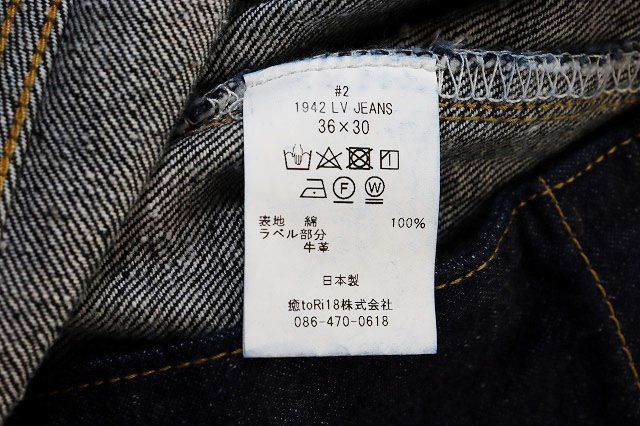 #2
1942 LV JEANS
36×30
F W
表地 綿 100%
ラベル部分
牛革
日本製
癒toRi18株式会社
086-470-0618